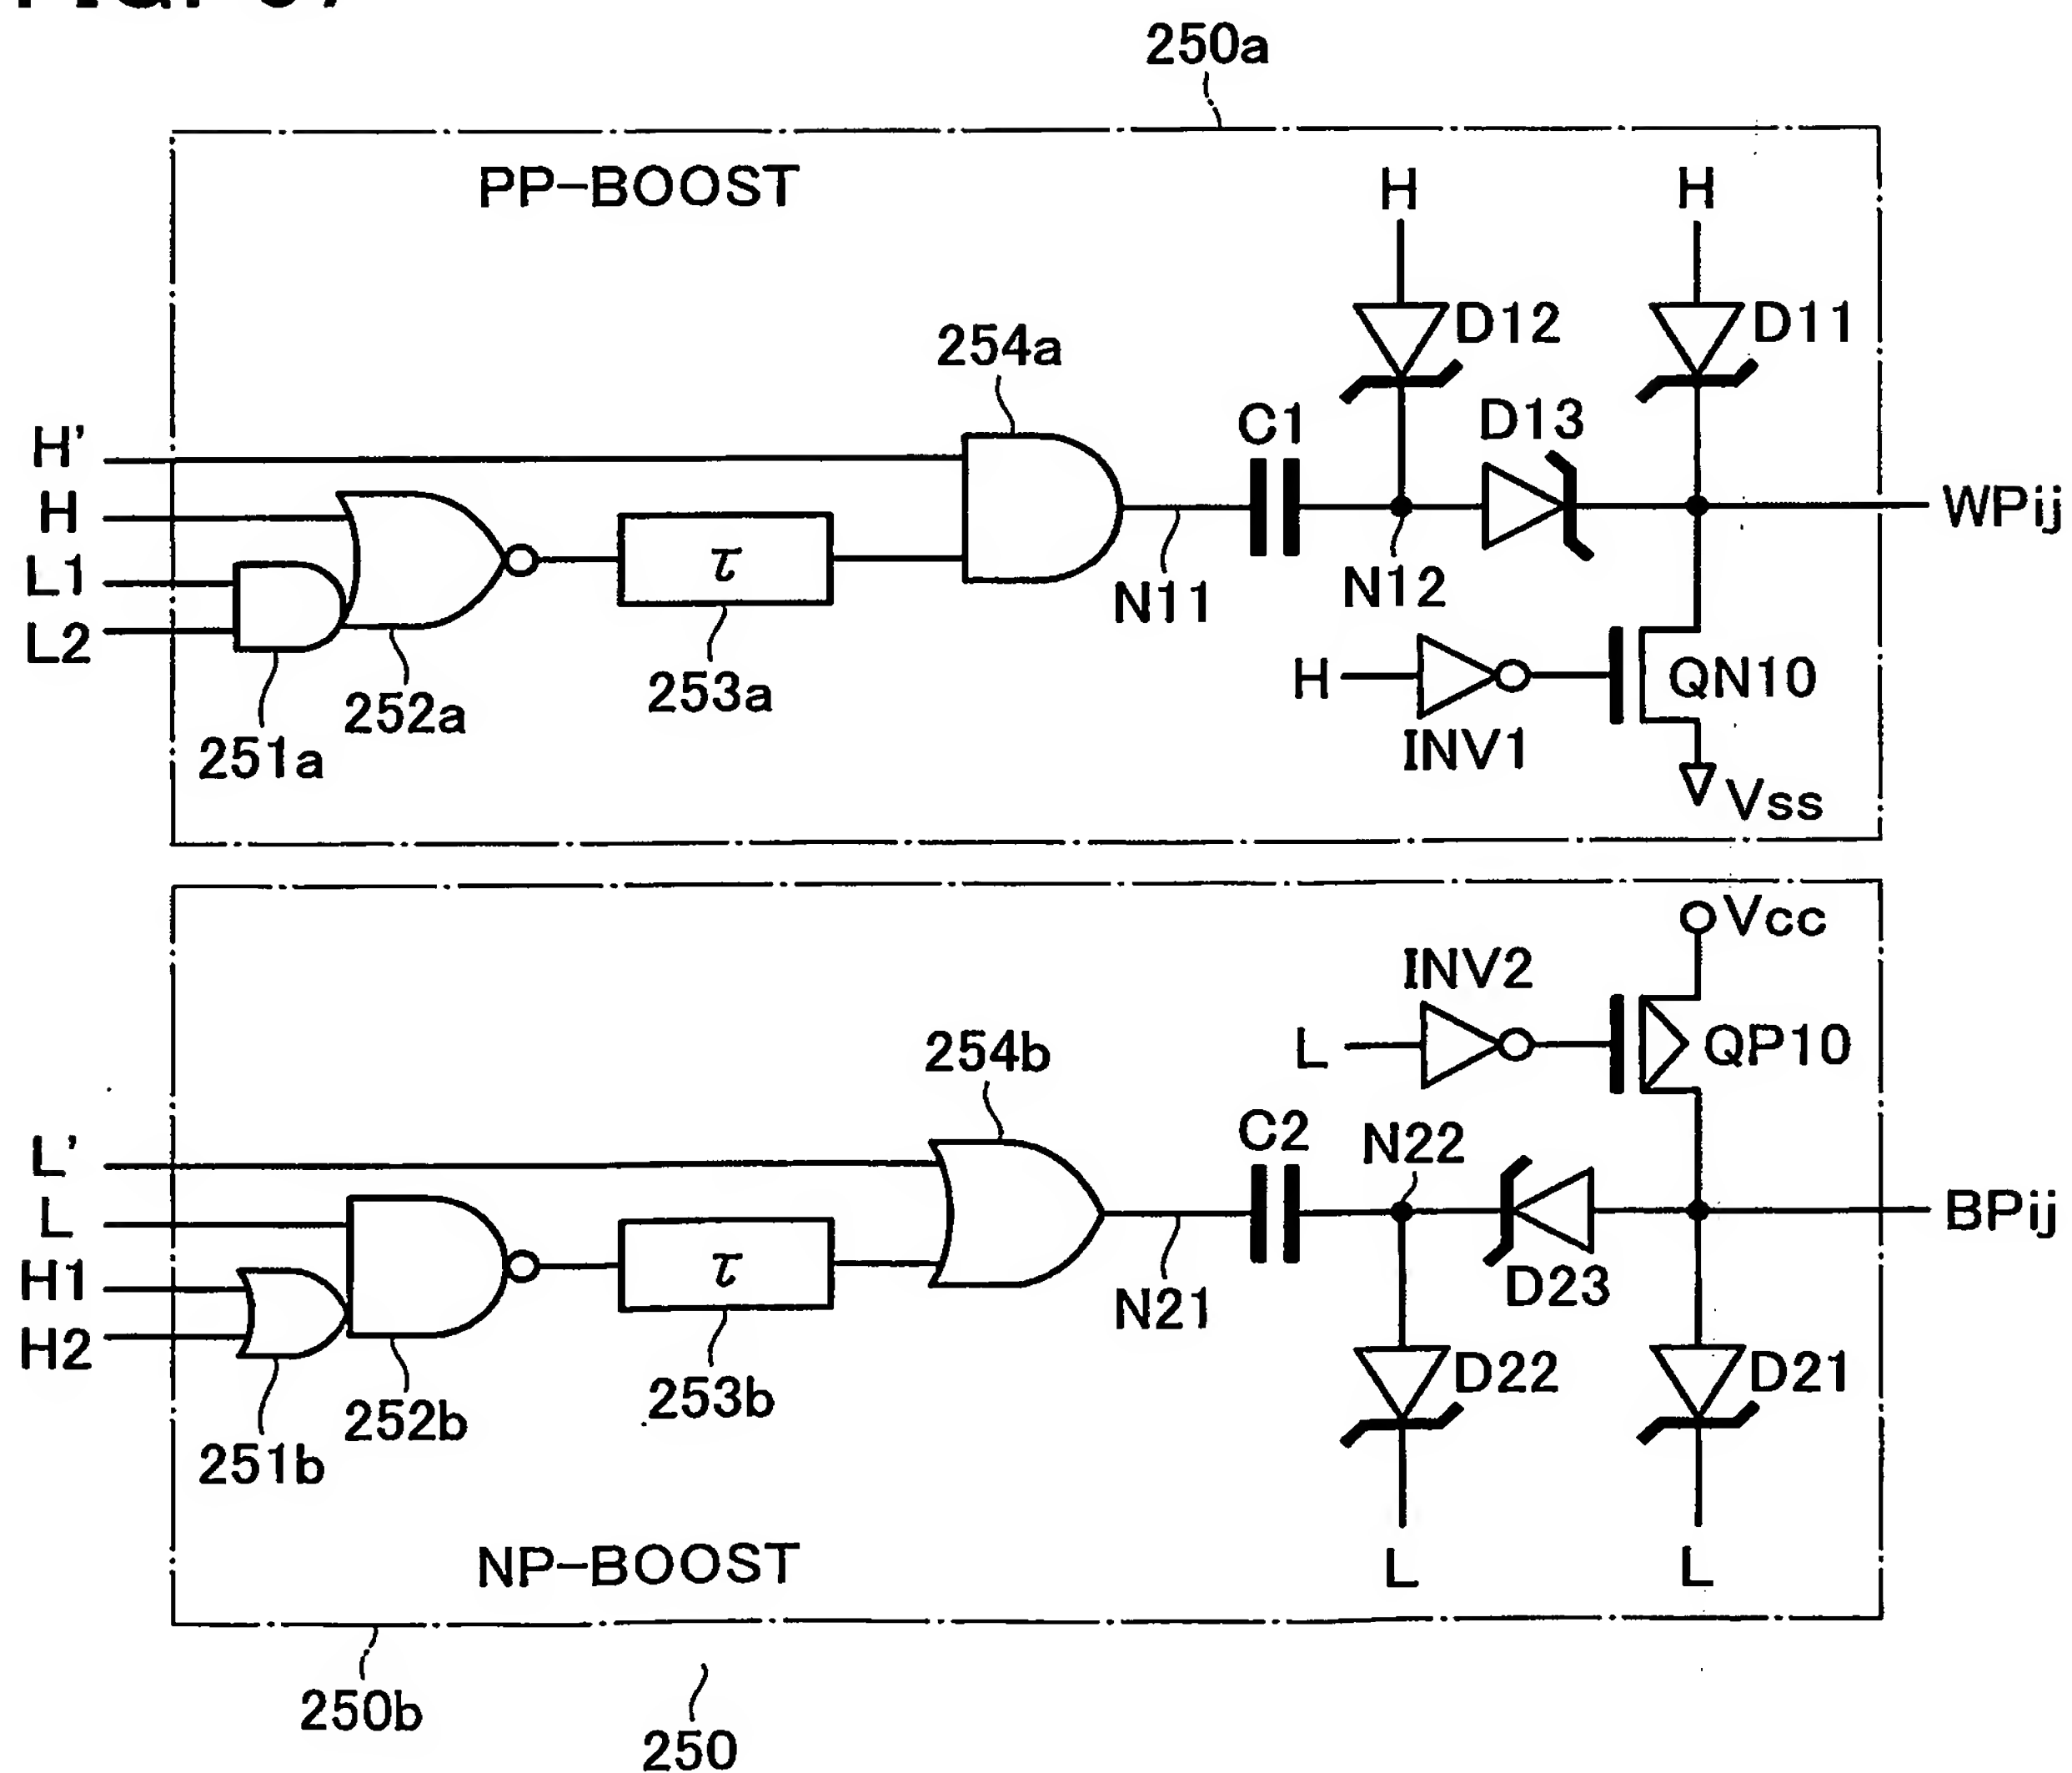 250a
PP-BOOST
H H
D12 D11
254a
C1 D13
H'
H
L1
L2
τ
N11 N12
WPij
H INV1 QN10
Vss
251a 252a 253a
Vcc
INV2
L QP10
254b
C2 N22
L'
L
H1
H2
τ
N21 D23
BPij
D22 D21
251b 252b 253b
L L
NP-BOOST
250b
250